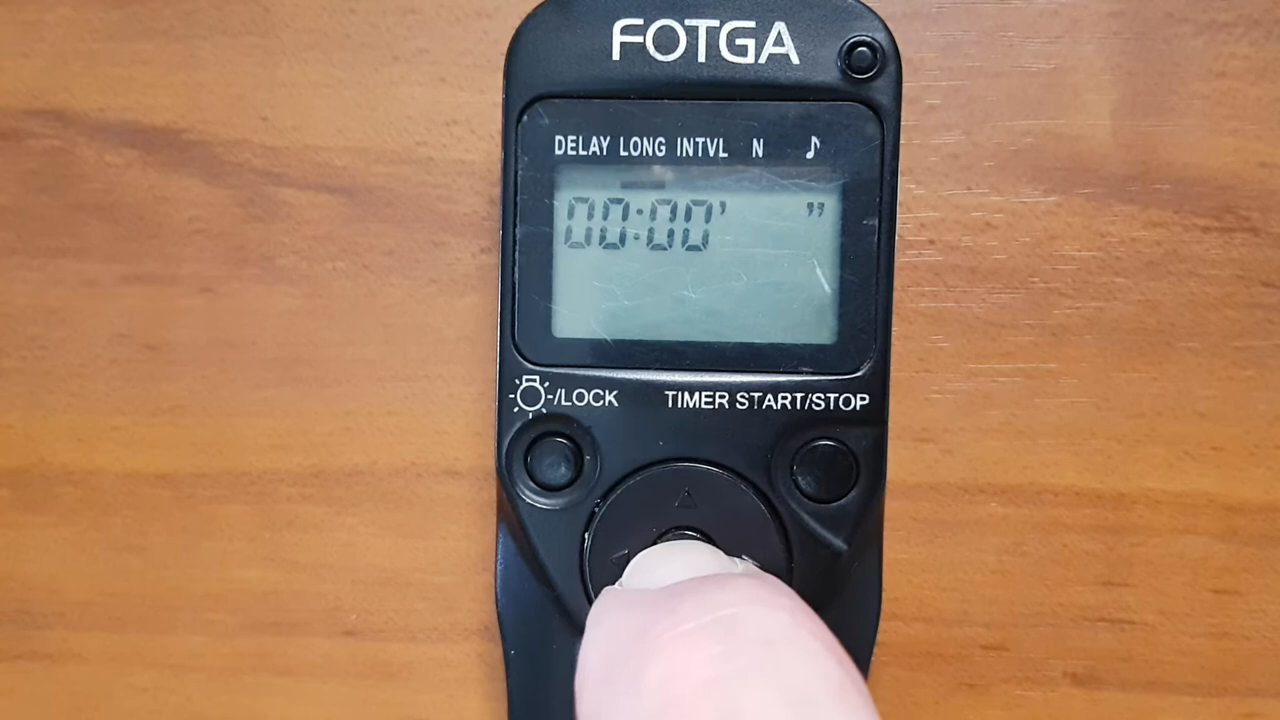 FOTGA
DELAY LONG INTVL N ♪
00:00' "
/LOCK TIMER START/STOP